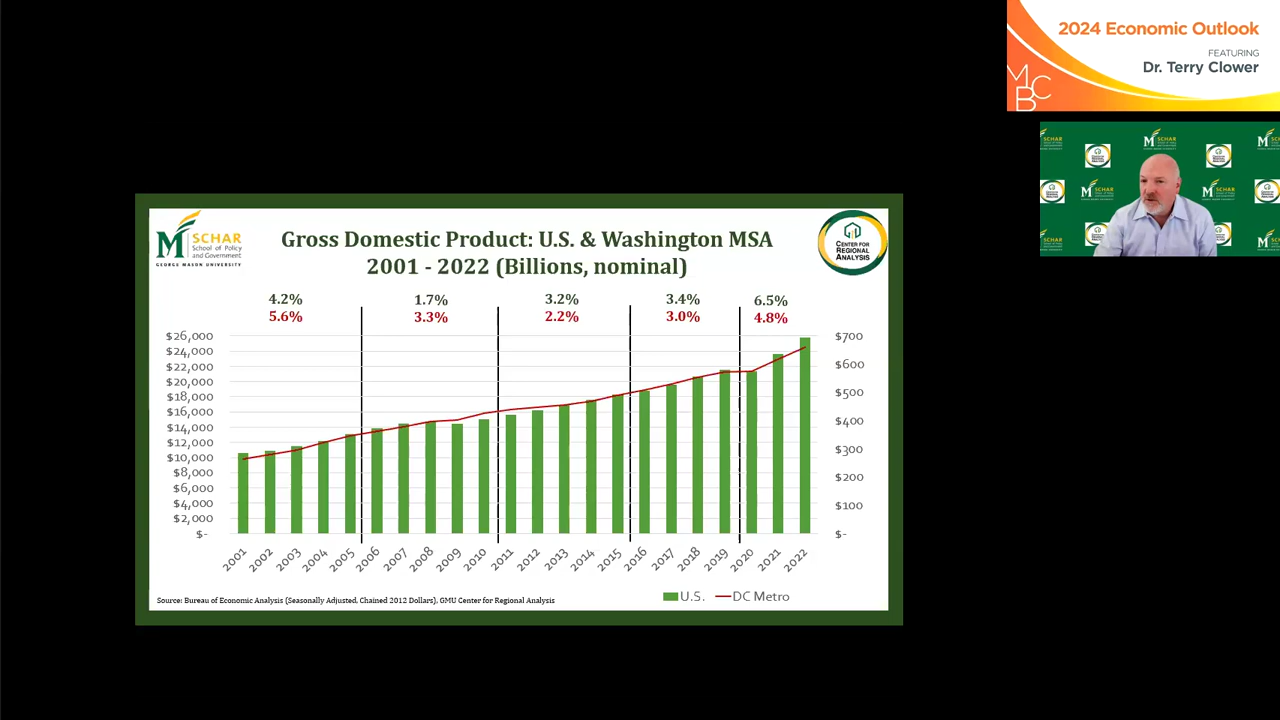 2024 Economic Outlook
FEATURING
Dr. Terry Clower
MCB
SCHAR
School of Policy
and Government
GEORGE MASON UNIVERSITY
Gross Domestic Product: U.S. & Washington MSA
2001 - 2022 (Billions, nominal)
CENTER FOR
REGIONAL
ANALYSIS
4.2% 1.7% 3.2% 3.4% 6.5%
5.6% 3.3% 2.2% 3.0% 4.8%
$26,000
$24,000
$22,000
$20,000
$18,000
$16,000
$14,000
$12,000
$10,000
$8,000
$6,000
$4,000
$2,000
$-
$700
$600
$500
$400
$300
$200
$100
$-
2001 2002 2003 2004 2005 2006 2007 2008 2009 2010 2011 2012 2013 2014 2015 2016 2017 2018 2019 2020 2021 2022
U.S. DC Metro
Source: Bureau of Economic Analysis (Seasonally Adjusted, Chained 2012 Dollars), GMU Center for Regional Analysis
SCHAR
SCHAR
SCHAR
SCHAR